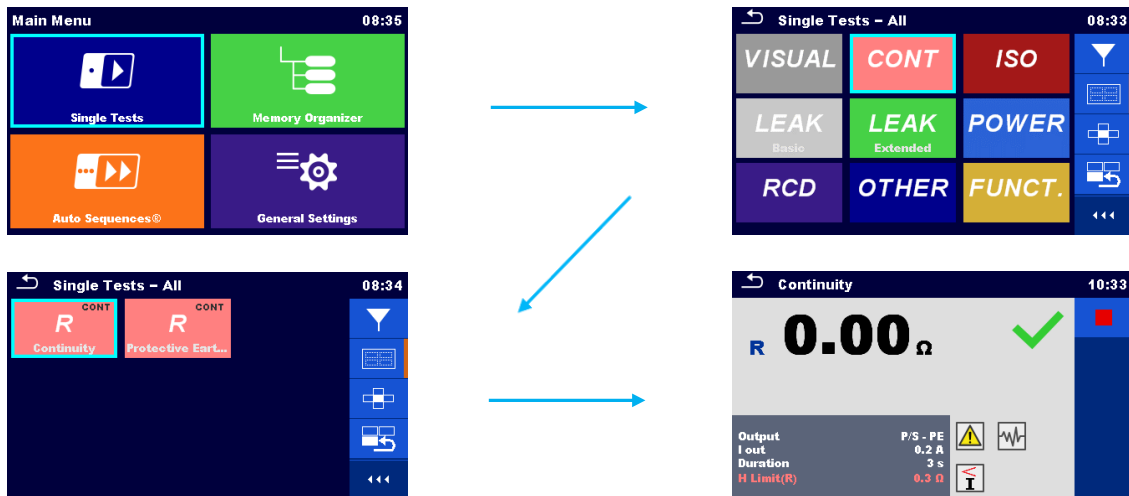 Main Menu 08:35
Single Tests
Memory Organizer
Auto Sequences®
General Settings
Single Tests – All 08:33
VISUAL CONT ISO
LEAK LEAK POWER
Basic Extended
RCD OTHER FUNCT.
Single Tests – All 08:34
CONT CONT
R R
Continuity Protective Eart...
Continuity 10:33
R 0.00 Ω
Output P/S - PE
I out 0.2 A
Duration 3 s
H Limit(R) 0.3 Ω
< I